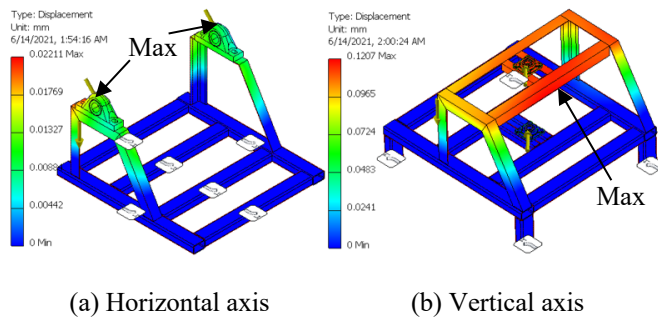 Type: Displacement
Unit: mm
6/14/2021, 1:54:16 AM
0.02211 Max
0.01769
0.01327
0.00884
0.00442
0 Min
Max
(a) Horizontal axis
Type: Displacement
Unit: mm
6/14/2021, 2:00:24 AM
0.1207 Max
0.0965
0.0724
0.0483
0.0241
0 Min
Max
(b) Vertical axis